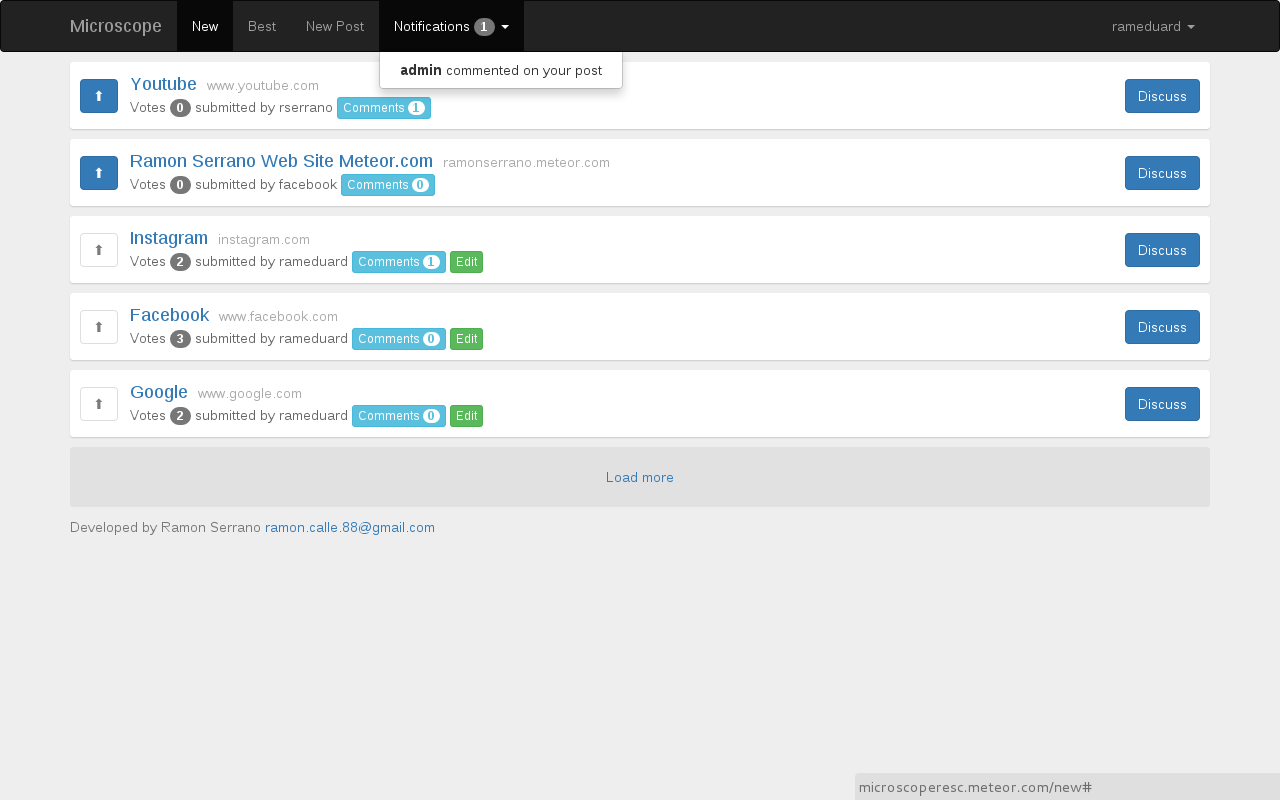 Microscope New Best New Post Notifications 1 rameduard
admin commented on your post
Youtube www.youtube.com
Votes 0 submitted by rserrano Comments 1
Discuss
Ramon Serrano Web Site Meteor.com ramonserrano.meteor.com
Votes 0 submitted by facebook Comments 0
Discuss
Instagram instagram.com
Votes 2 submitted by rameduard Comments 1 Edit
Discuss
Facebook www.facebook.com
Votes 3 submitted by rameduard Comments 0 Edit
Discuss
Google www.google.com
Votes 2 submitted by rameduard Comments 0 Edit
Discuss
Load more
Developed by Ramon Serrano ramon.calle.88@gmail.com
microscoperesc.meteor.com/new#